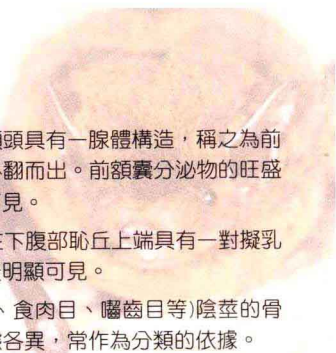 頭具有一腺體構造，稱之為前
翻而出。前額囊分泌物的旺盛
見。
下腹部恥丘上端具有一對擬乳
明顯可見。
、食肉目、囓齒目等)陰莖的骨
各異，常作為分類的依據。